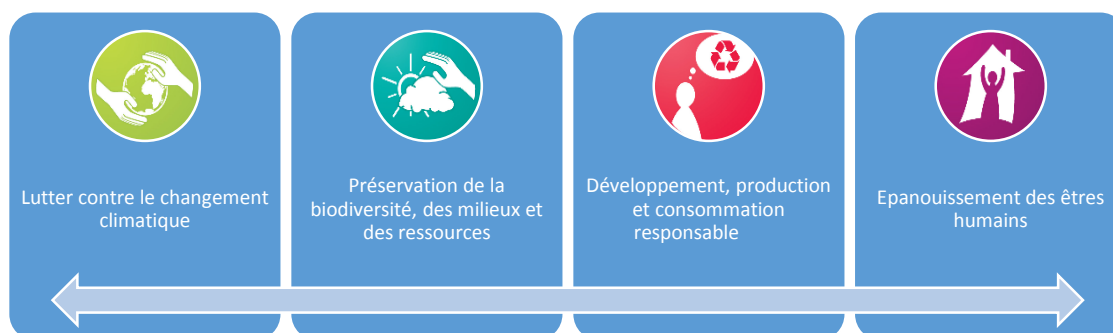 Lutter contre le changement
climatique
Préservation de la
biodiversité, des milieux et
des ressources
Développement, production
et consommation
responsable
Epanouissement des êtres
humains